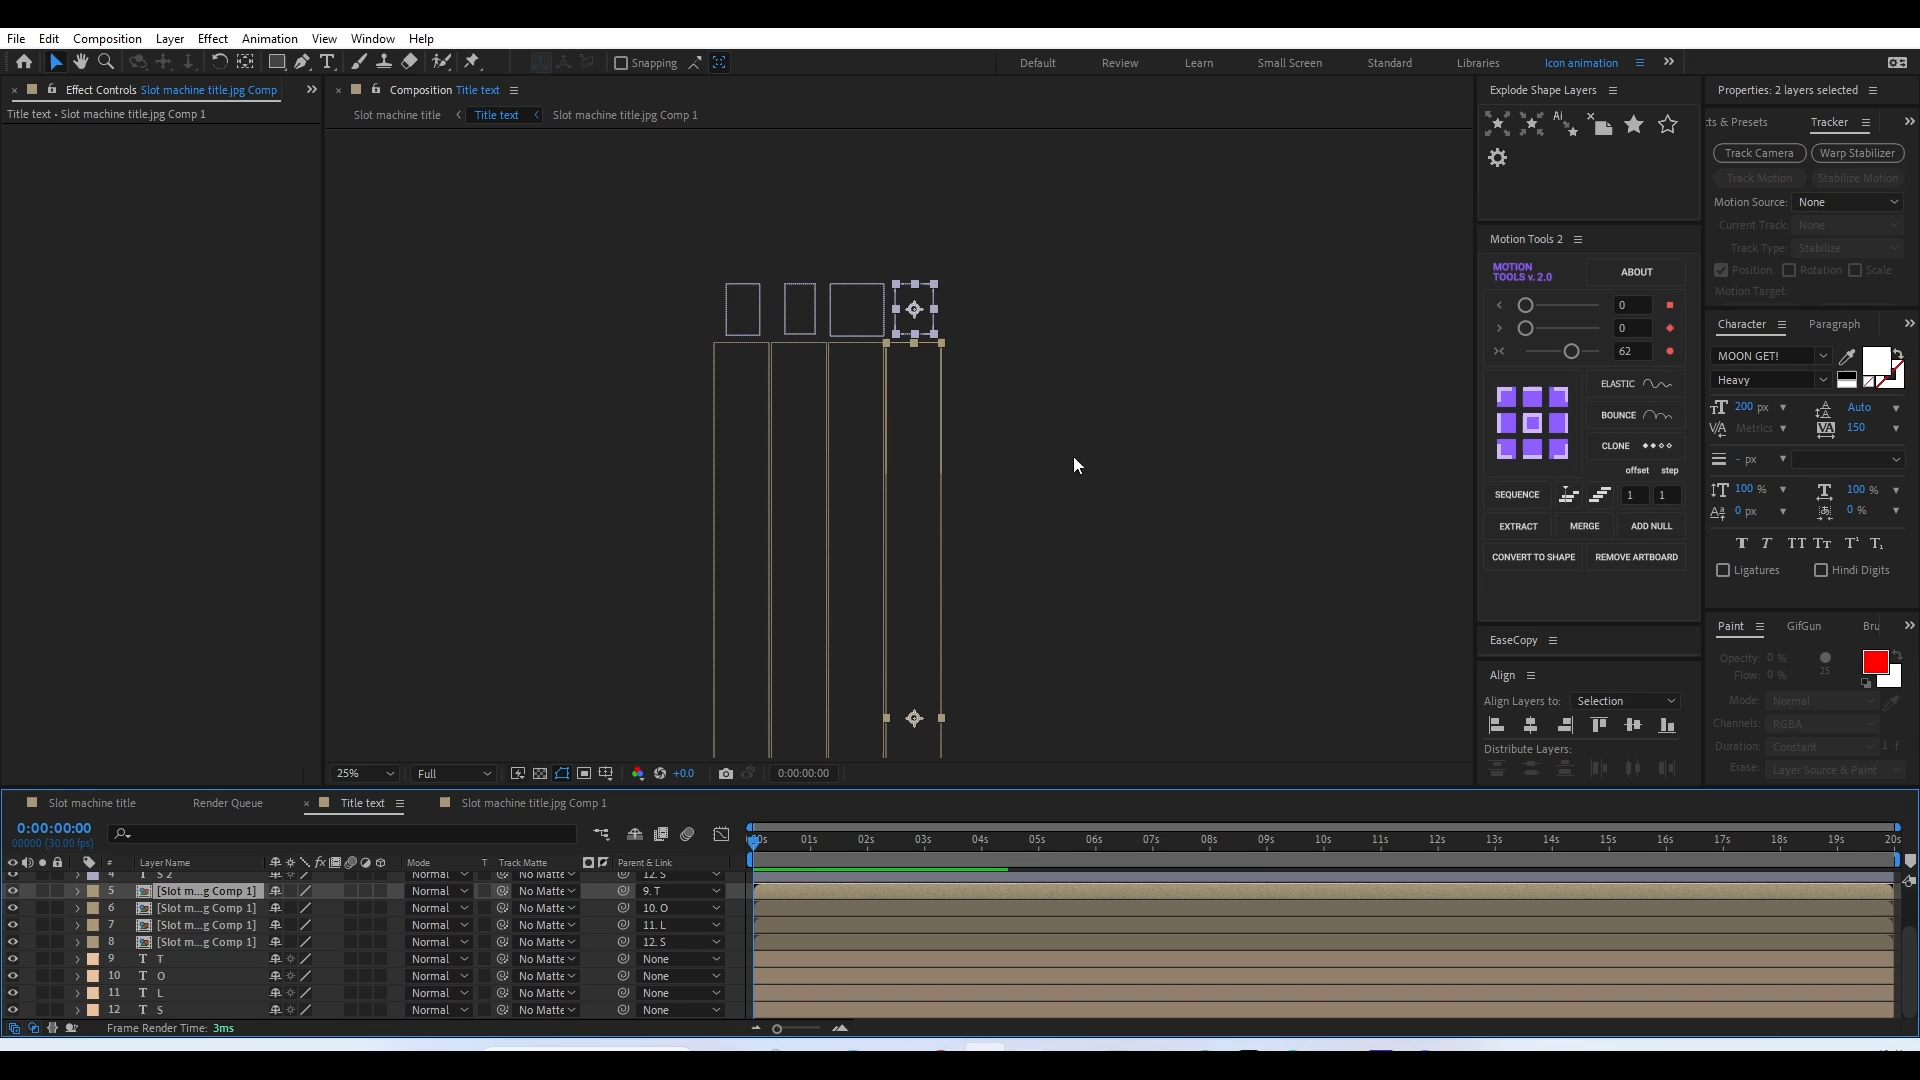 File Edit Composition Layer Effect Animation View Window Help
Snapping
Default Review Learn Small Screen Standard Libraries Icon animation
Effect Controls Slot machine title.jpg Comp
Title text • Slot machine title.jpg Comp 1
Composition Title text
Slot machine title Title text Slot machine title.jpg Comp 1
Explode Shape Layers
Ai
Motion Tools 2
MOTION
TOOLS v. 2.0
ABOUT
0
0
62
ELASTIC
BOUNCE
CLONE
offset step
SEQUENCE 1 1
EXTRACT MERGE ADD NULL
CONVERT TO SHAPE REMOVE ARTBOARD
EaseCopy
Align
Align Layers to: Selection
Distribute Layers:
Properties: 2 layers selected
ts & Presets Tracker
Track Camera Warp Stabilizer
Track Motion Stabilize Motion
Motion Source: None
Current Track: None
Track Type: Stabilize
Position Rotation Scale
Motion Target:
Character Paragraph
MOON GET!
Heavy
200 px Auto
Metrics 150
- px
100 % 100 %
0 px 0 %
T T TT Tт T¹ T₁
Ligatures Hindi Digits
Paint GifGun Bru
Opacity: 0 %
Flow: 0 % 25
Mode: Normal
Channels: RGBA
Duration: Constant 1 f
Erase: Layer Source & Paint
25% Full +0.0 0:00:00:00
Slot machine title Render Queue Title text Slot machine title.jpg Comp 1
0:00:00:00
00000 (30.00 fps)
:00s 01s 02s 03s 04s 05s 06s 07s 08s 09s 10s 11s 12s 13s 14s 15s 16s 17s 18s 19s 20s
# Layer Name fx Mode T Track Matte Parent & Link
4 T S 2 Normal No Matte 12. S
5 [Slot m...g Comp 1] Normal No Matte 9. T
6 [Slot m...g Comp 1] Normal No Matte 10. O
7 [Slot m...g Comp 1] Normal No Matte 11. L
8 [Slot m...g Comp 1] Normal No Matte 12. S
9 T T Normal No Matte None
10 T O Normal No Matte None
11 T L Normal No Matte None
12 T S Normal No Matte None
Frame Render Time: 3ms